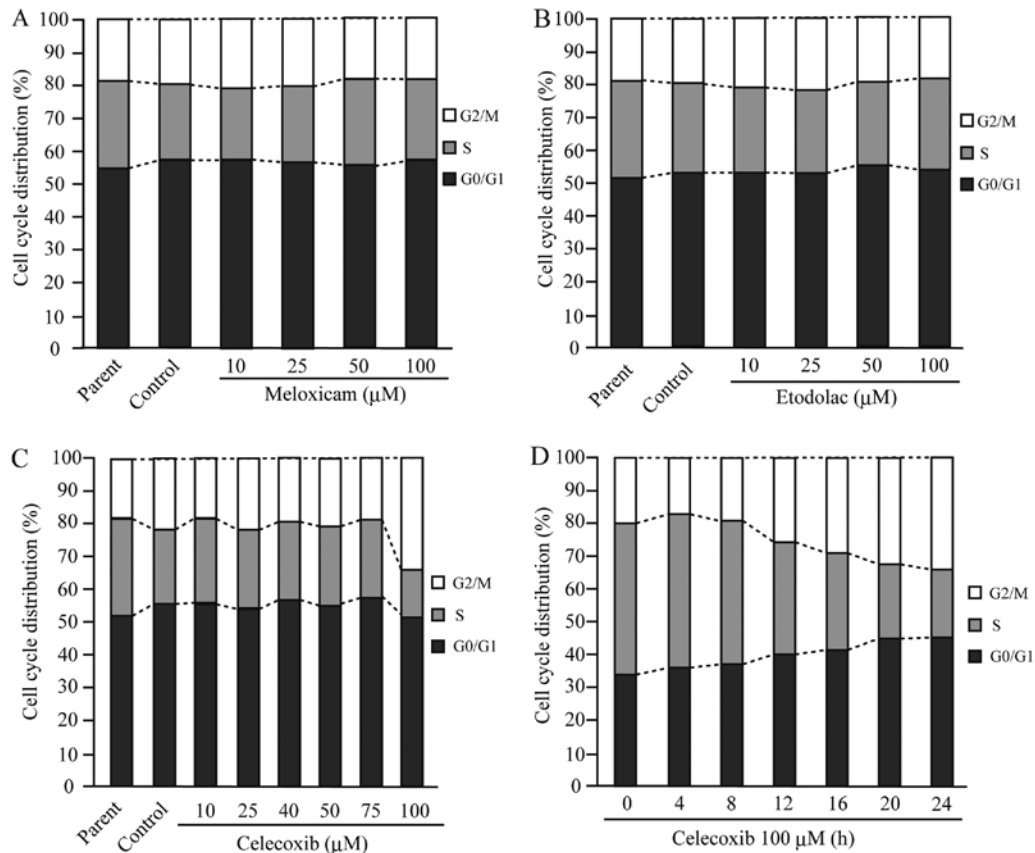 A
Cell cycle distribution (%)
100
90
80
70
60
50
40
30
20
10
0
G2/M
S
G0/G1
Parent Control 10 25 50 100
Meloxicam (μM)
B
Cell cycle distribution (%)
100
90
80
70
60
50
40
30
20
10
0
G2/M
S
G0/G1
Parent Control 10 25 50 100
Etodolac (μM)
C
Cell cycle distribution (%)
100
90
80
70
60
50
40
30
20
10
0
G2/M
S
G0/G1
Parent Control 10 25 40 50 75 100
Celecoxib (μM)
D
Cell cycle distribution (%)
100
90
80
70
60
50
40
30
20
10
0
G2/M
S
G0/G1
0 4 8 12 16 20 24
Celecoxib 100 μM (h)